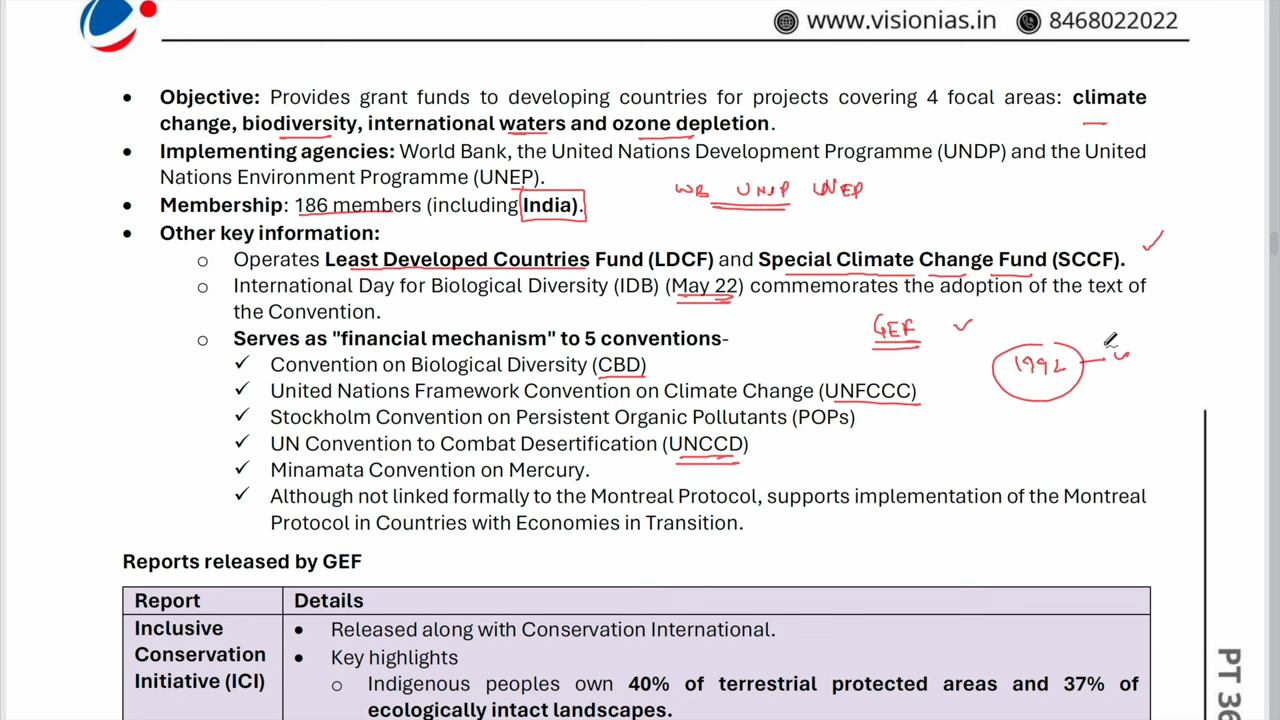 www.visionias.in 8468022022
• Objective: Provides grant funds to developing countries for projects covering 4 focal areas: climate
change, biodiversity, international waters and ozone depletion.
• Implementing agencies: World Bank, the United Nations Development Programme (UNDP) and the United
Nations Environment Programme (UNEP).
WB UNDP UNEP
• Membership: 186 members (including India).
• Other key information:
o Operates Least Developed Countries Fund (LDCF) and Special Climate Change Fund (SCCF).
o International Day for Biological Diversity (IDB) (May 22) commemorates the adoption of the text of
the Convention.
GEF
o Serves as "financial mechanism" to 5 conventions-
✓ Convention on Biological Diversity (CBD)
1992
✓ United Nations Framework Convention on Climate Change (UNFCCC)
✓ Stockholm Convention on Persistent Organic Pollutants (POPs)
✓ UN Convention to Combat Desertification (UNCCD)
✓ Minamata Convention on Mercury.
✓ Although not linked formally to the Montreal Protocol, supports implementation of the Montreal
Protocol in Countries with Economies in Transition.
Reports released by GEF
Report Details
Inclusive • Released along with Conservation International.
Conservation • Key highlights
Initiative (ICI) o Indigenous peoples own 40% of terrestrial protected areas and 37% of
ecologically intact landscapes.